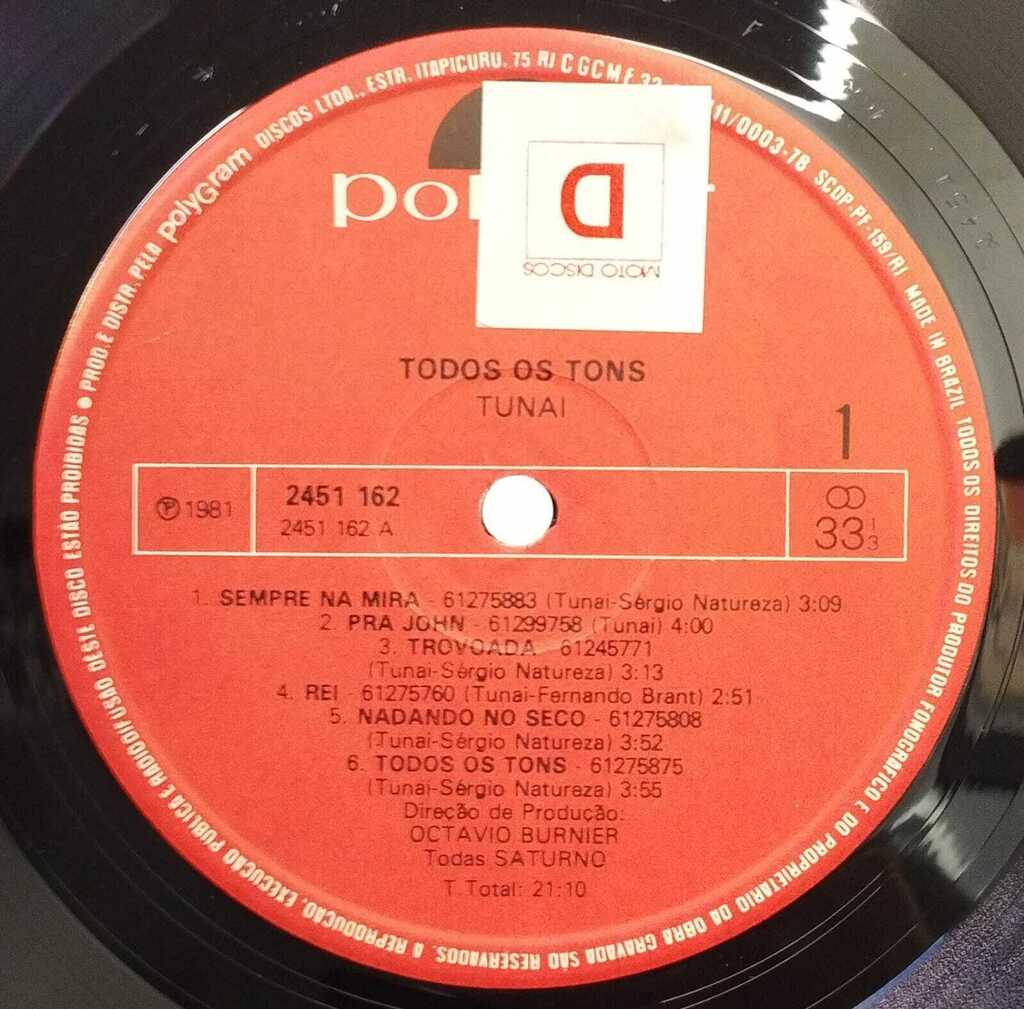 PROD. E DISTR. PELA polyGram DISCOS LTDA., ESTR. ITAPICURU, 75 RJ CGCMF 33 11/0003-78 SCDP-PF-159/RJ MADE IN BRAZIL TODOS OS DIREITOS DO PRODUTOR FONOGRÁFICO E DO PROPRIETÁRIO DA OBRA GRAVADA SÃO RESERVADOS. A REPRODUÇÃO, EXECUÇÃO PÚBLICA E RADIODIFUSÃO DESTE DISCO ESTÃO PROIBIDAS ●
D
MOTO DISCOS
TODOS OS TONS
TUNAI
1
Ⓟ 1981
2451 162
2451 162 A
33 1/3
1. SEMPRE NA MIRA - 61275883 (Tunai-Sérgio Natureza) 3:09
2. PRA JOHN - 61299758 (Tunai) 4:00
3. TROVOADA - 61245771
(Tunai-Sérgio Natureza) 3:13
4. REI - 61275760 (Tunai-Fernando Brant) 2:51
5. NADANDO NO SECO - 61275808
(Tunai-Sérgio Natureza) 3:52
6. TODOS OS TONS - 61275875
(Tunai-Sérgio Natureza) 3:55
Direção de Produção:
OCTAVIO BURNIER
Todas SATURNO
T. Total: 21:10